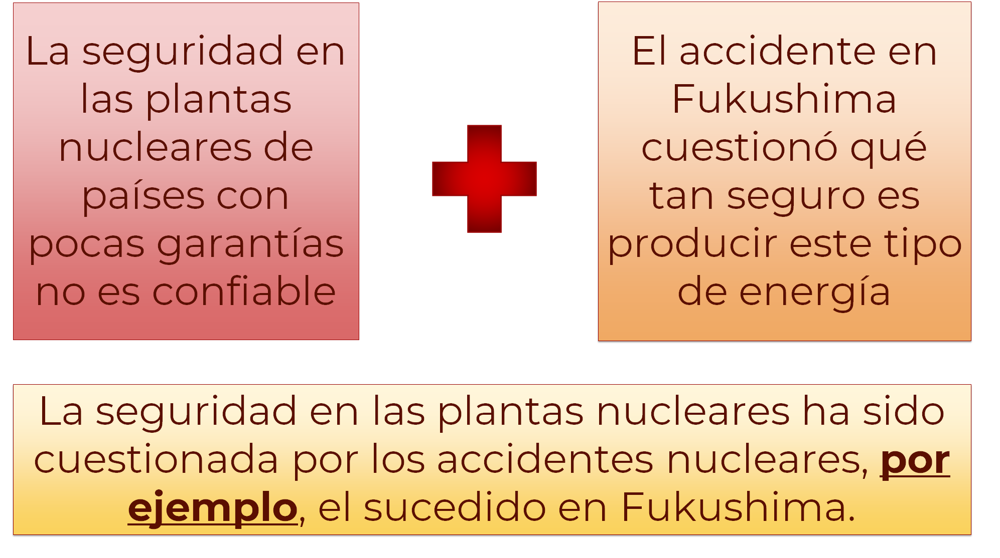 La seguridad en
las plantas
nucleares de
países con
pocas garantías
no es confiable
El accidente en
Fukushima
cuestionó qué
tan seguro es
producir este tipo
de energía
La seguridad en las plantas nucleares ha sido
cuestionada por los accidentes nucleares, por
ejemplo, el sucedido en Fukushima.